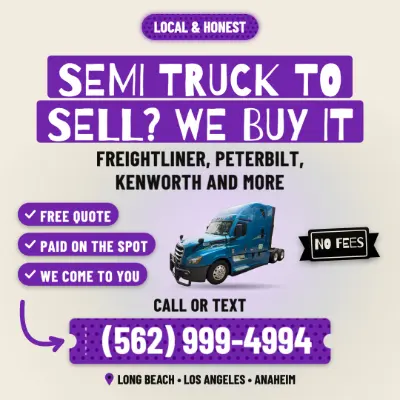 LOCAL & HONEST
SEMI TRUCK TO
SELL? WE BUY IT
FREIGHTLINER, PETERBILT,
KENWORTH AND MORE
FREE QUOTE
PAID ON THE SPOT
WE COME TO YOU
NO FEES
CALL OR TEXT
(562) 999-4994
LONG BEACH • LOS ANGELES • ANAHEIM